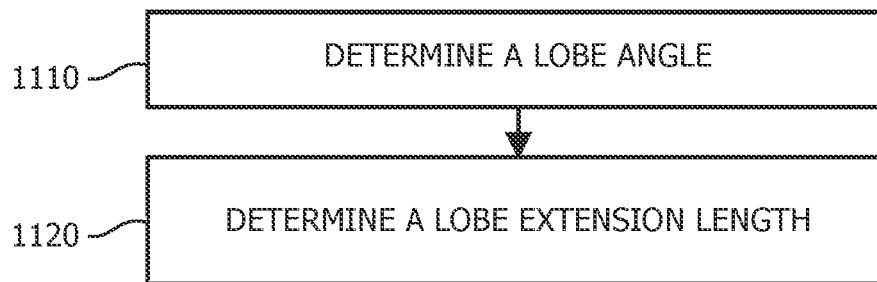 1110
DETERMINE A LOBE ANGLE
1120
DETERMINE A LOBE EXTENSION LENGTH